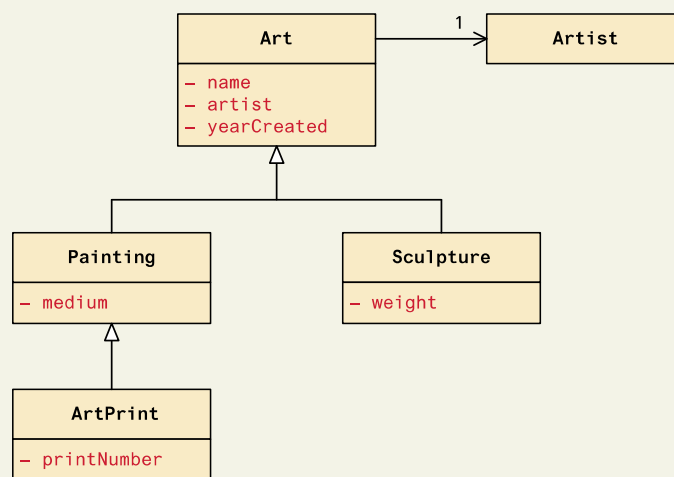 Art
1
Artist
– name
– artist
– yearCreated
Painting
– medium
Sculpture
– weight
ArtPrint
– printNumber